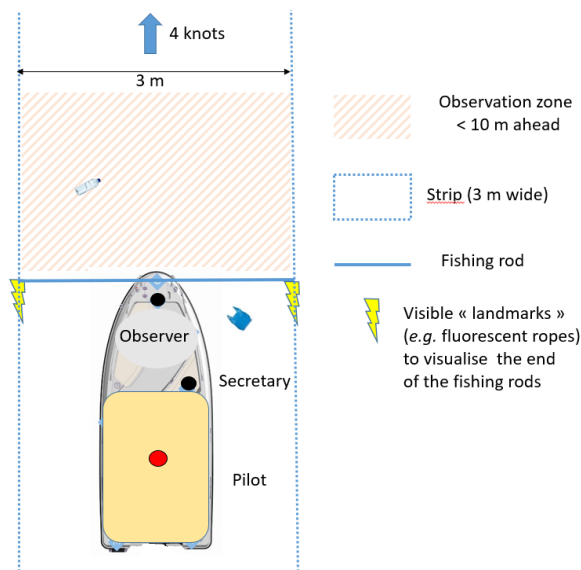 4 knots
3 m
Observation zone
< 10 m ahead
Strip (3 m wide)
Fishing rod
Visible « landmarks »
(e.g. fluorescent ropes)
to visualise the end
of the fishing rods
Observer
Secretary
Pilot